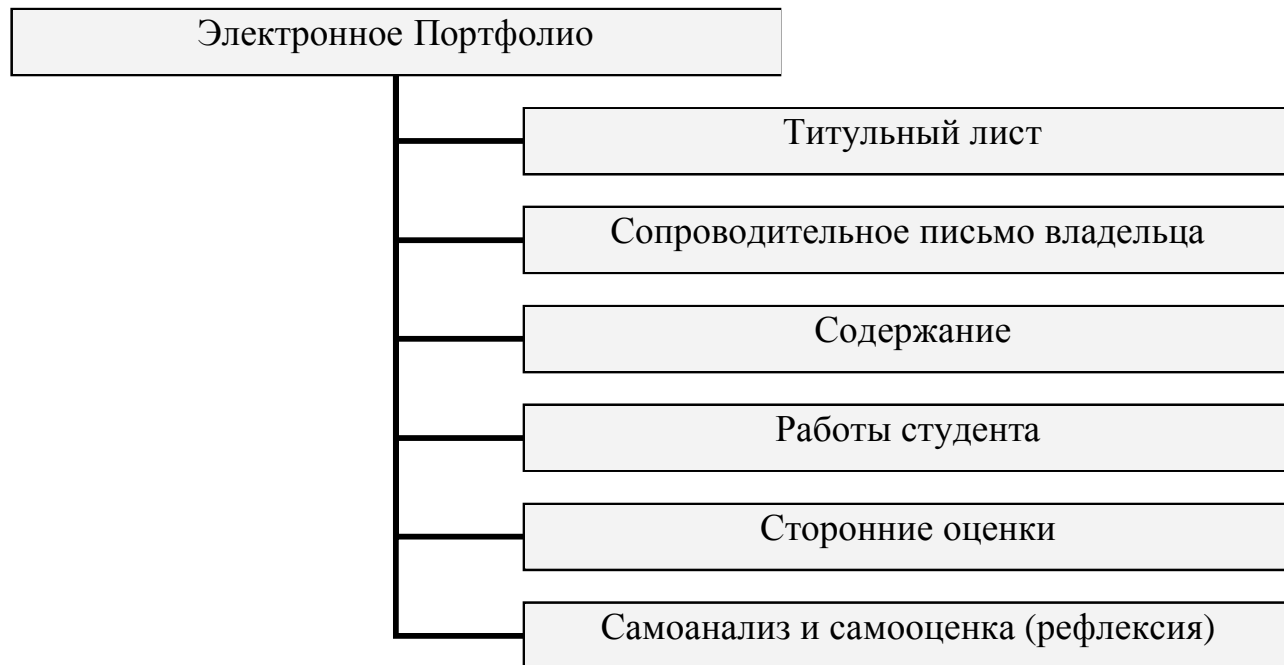 Электронное Портфолио
Титульный лист
Сопроводительное письмо владельца
Содержание
Работы студента
Сторонние оценки
Самоанализ и самооценка (рефлексия)